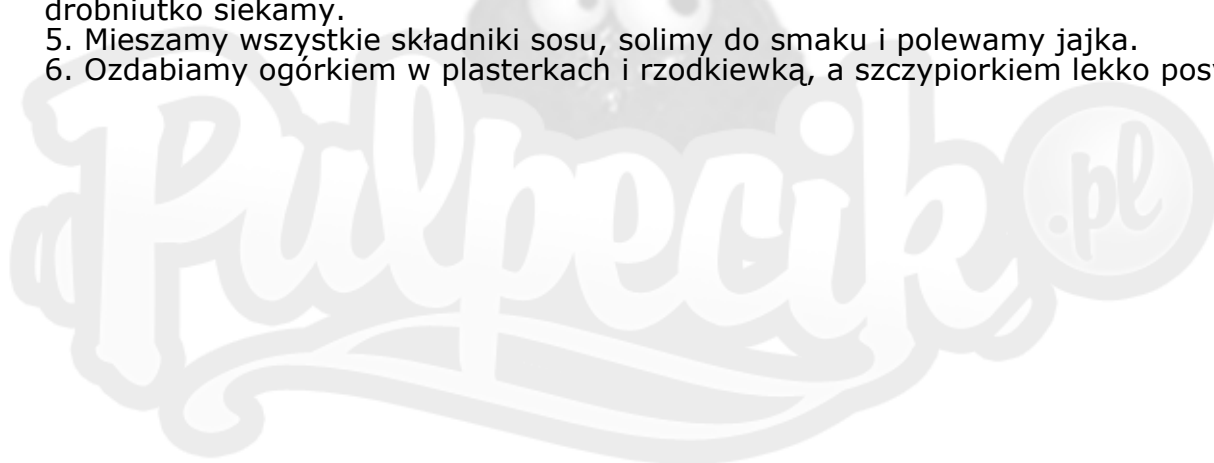 drobniutko siekamy.
5. Mieszamy wszystkie składniki sosu, solimy do smaku i polewamy jajka.
6. Ozdabiamy ogórkiem w plasterkach i rzodkiewką, a szczypiorkiem lekko
Pulpecik .pl